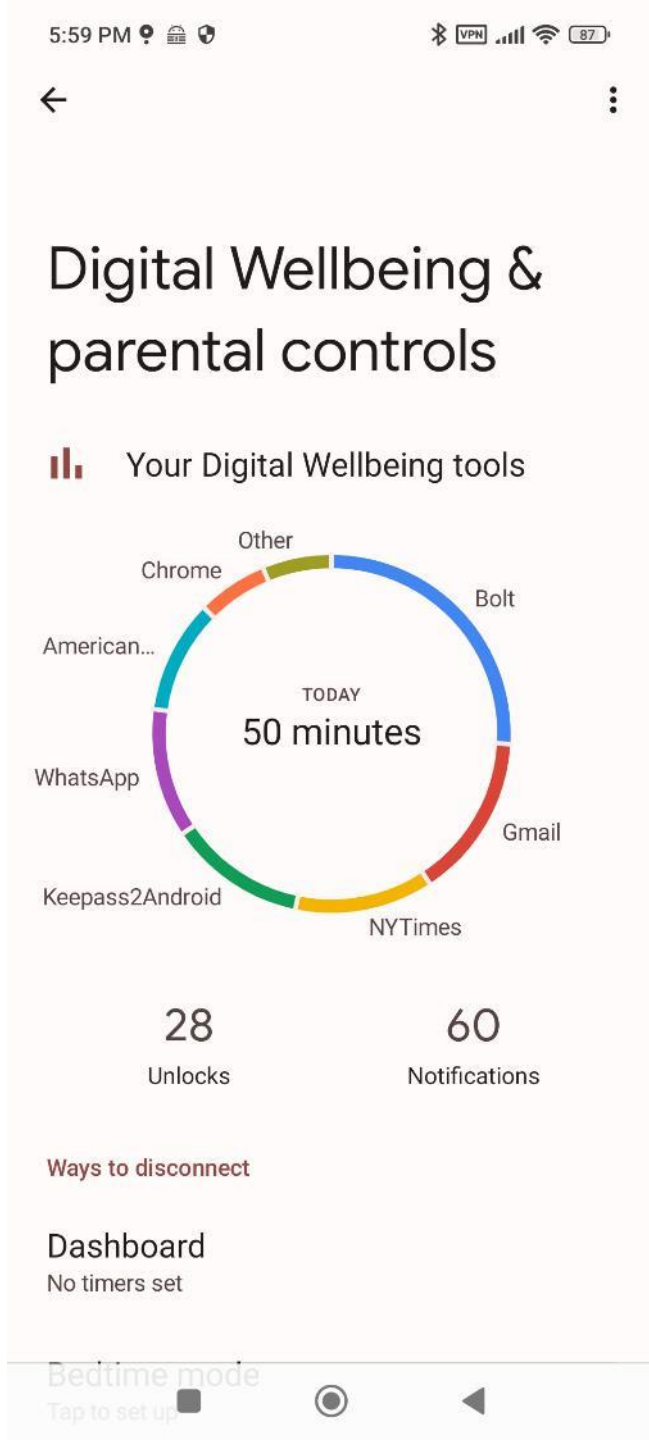 5:59 PM
VPN
87
Digital Wellbeing &
parental controls
Your Digital Wellbeing tools
Other
Chrome
Bolt
American...
TODAY
50 minutes
WhatsApp
Gmail
Keepass2Android
NYTimes
28
60
Unlocks
Notifications
Ways to disconnect
Dashboard
No timers set
Bedtime mode
Tap to set up